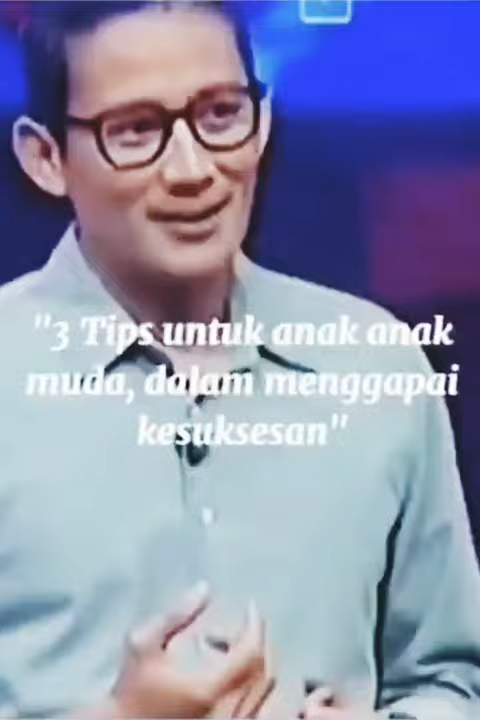 "3 Tips untuk anak anak
muda, dalam menggapai
kesuksesan"